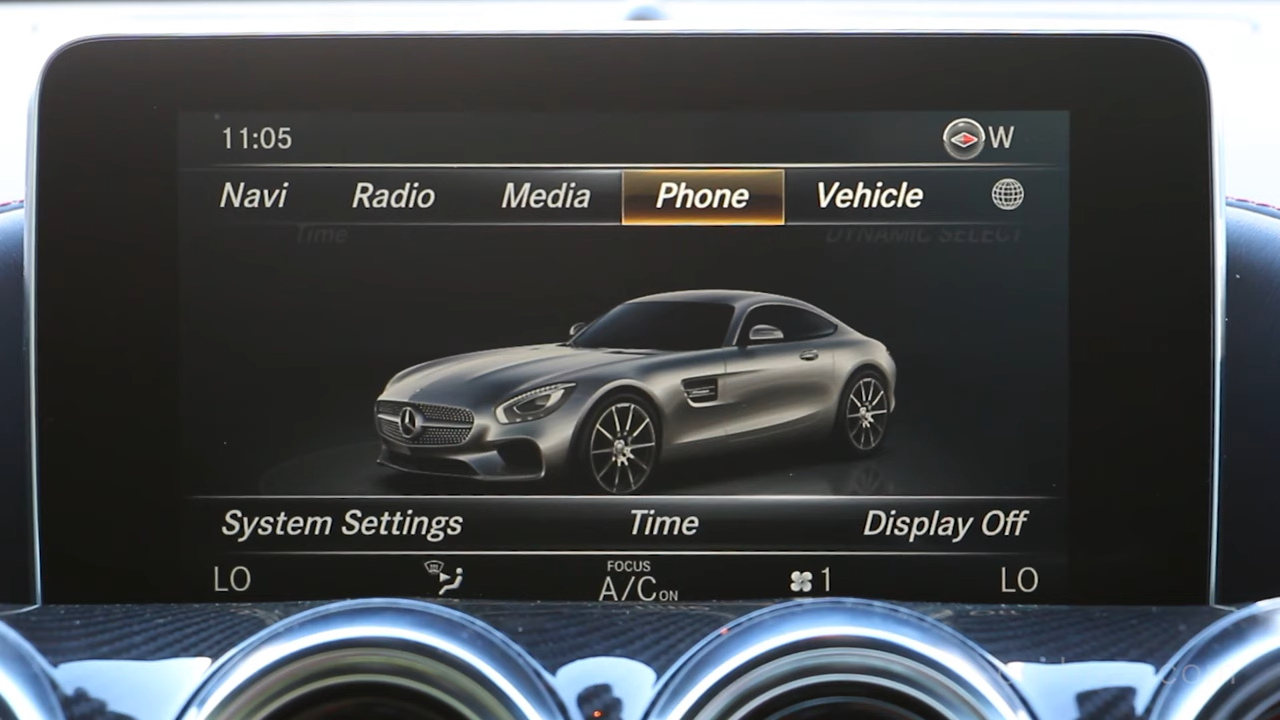 11:05 W
Navi Radio Media Phone Vehicle
Time DYNAMIC SELECT
System Settings Time Display Off
LO FOCUS 1 LO
A/C ON